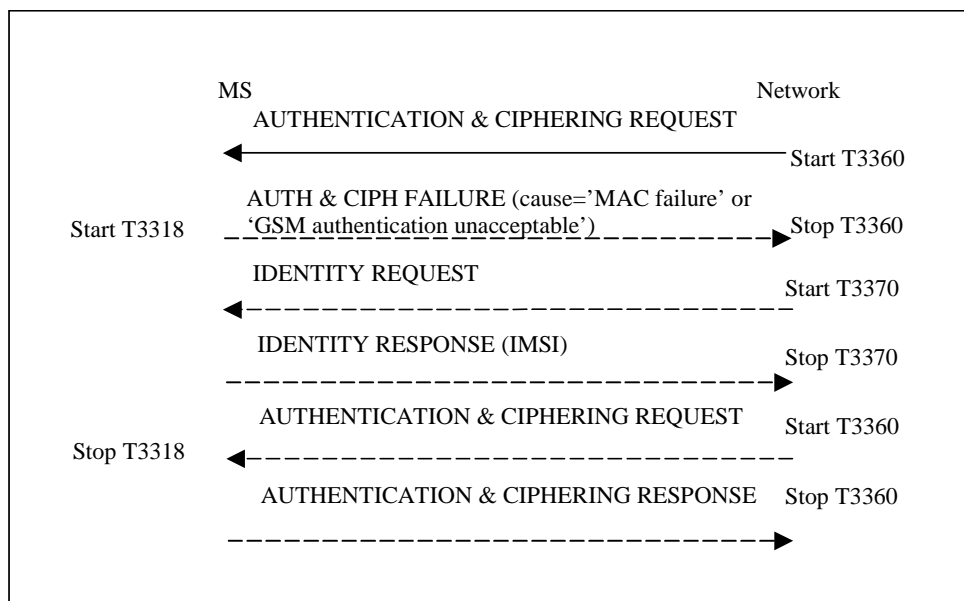 MS Network
AUTHENTICATION & CIPHERING REQUEST
Start T3360
AUTH & CIPH FAILURE (cause='MAC failure' or
‘GSM authentication unacceptable’)
Start T3318
Stop T3360
IDENTITY REQUEST
Start T3370
IDENTITY RESPONSE (IMSI)
Stop T3370
AUTHENTICATION & CIPHERING REQUEST
Start T3360
Stop T3318
AUTHENTICATION & CIPHERING RESPONSE
Stop T3360